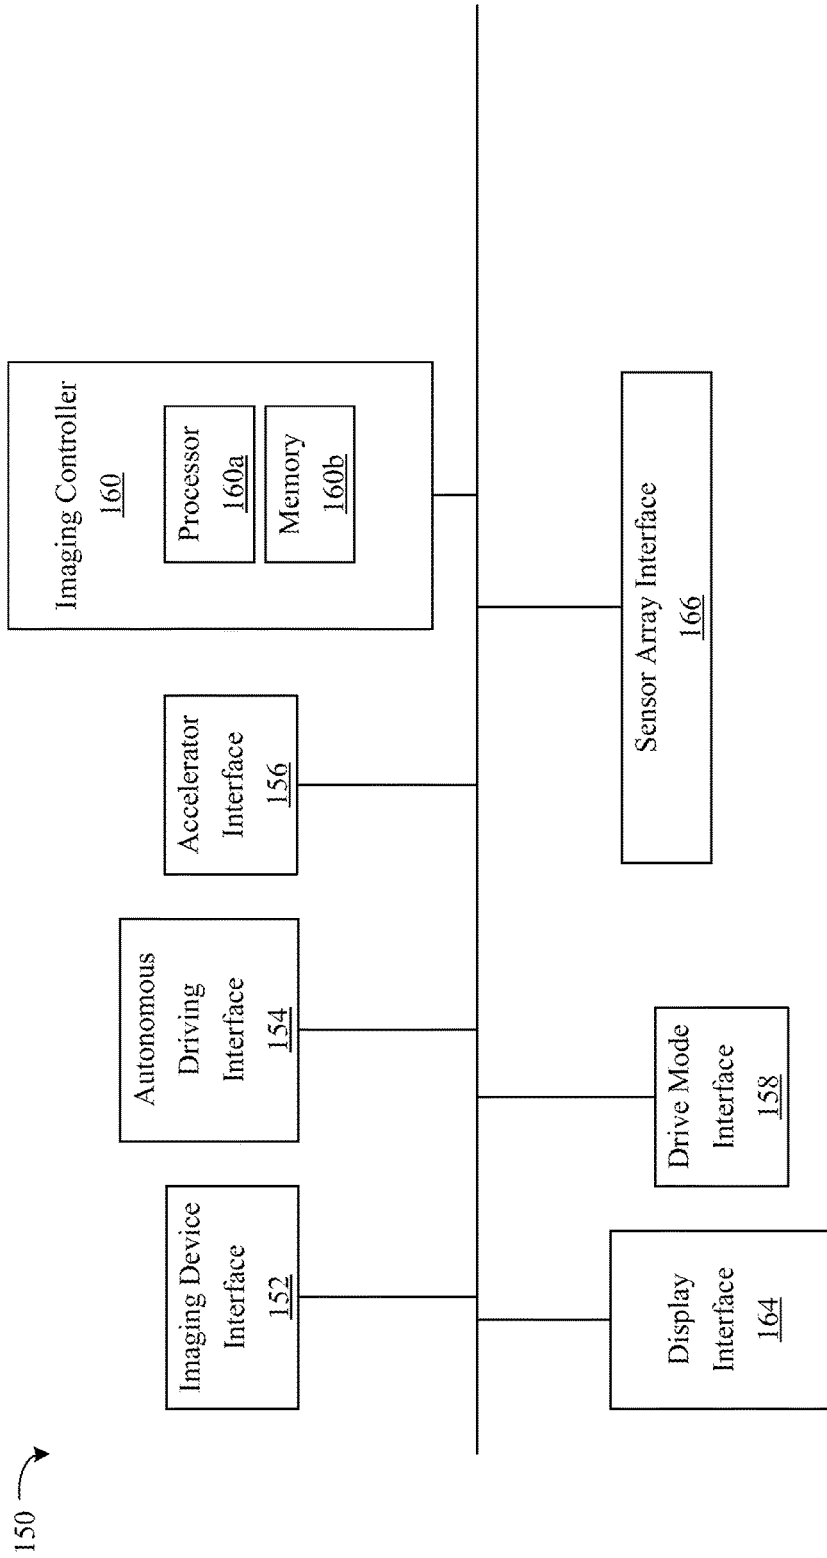 150
Imaging Device
Interface
152
Autonomous
Driving
Interface
154
Accelerator
Interface
156
Imaging Controller
160
Processor
160a
Memory
160b
Display
Interface
164
Drive Mode
Interface
158
Sensor Array Interface
166